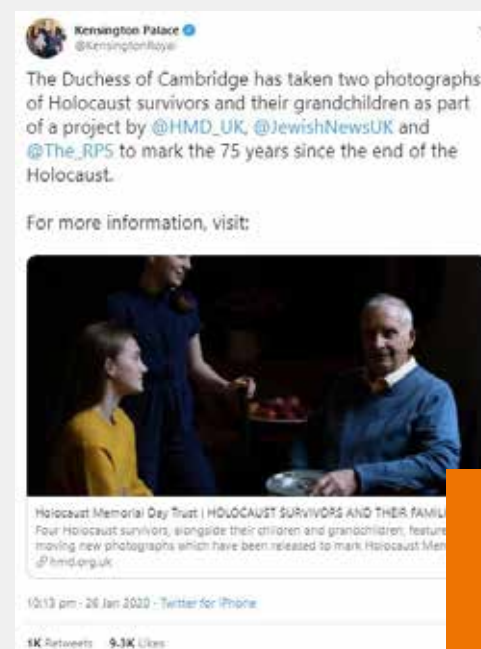 Kensington Palace
@KensingtonRoyal
The Duchess of Cambridge has taken two photographs
of Holocaust survivors and their grandchildren as part
of a project by @HMD_UK, @JewishNewsUK and
@The_RPS to mark the 75 years since the end of the
Holocaust.
For more information, visit:
Holocaust Memorial Day Trust | HOLOCAUST SURVIVORS AND THEIR FAMIL
Four Holocaust survivors, alongside their children and grandchildren, feature
moving new photographs which have been released to mark Holocaust Mem
hmd.org.uk
10:13 pm · 26 Jan 2020 · Twitter for iPhone
1K Retweets 9.3K Likes